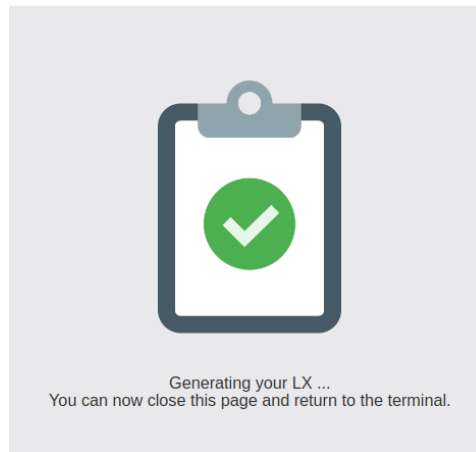 Generating your LX ...
You can now close this page and return to the terminal.